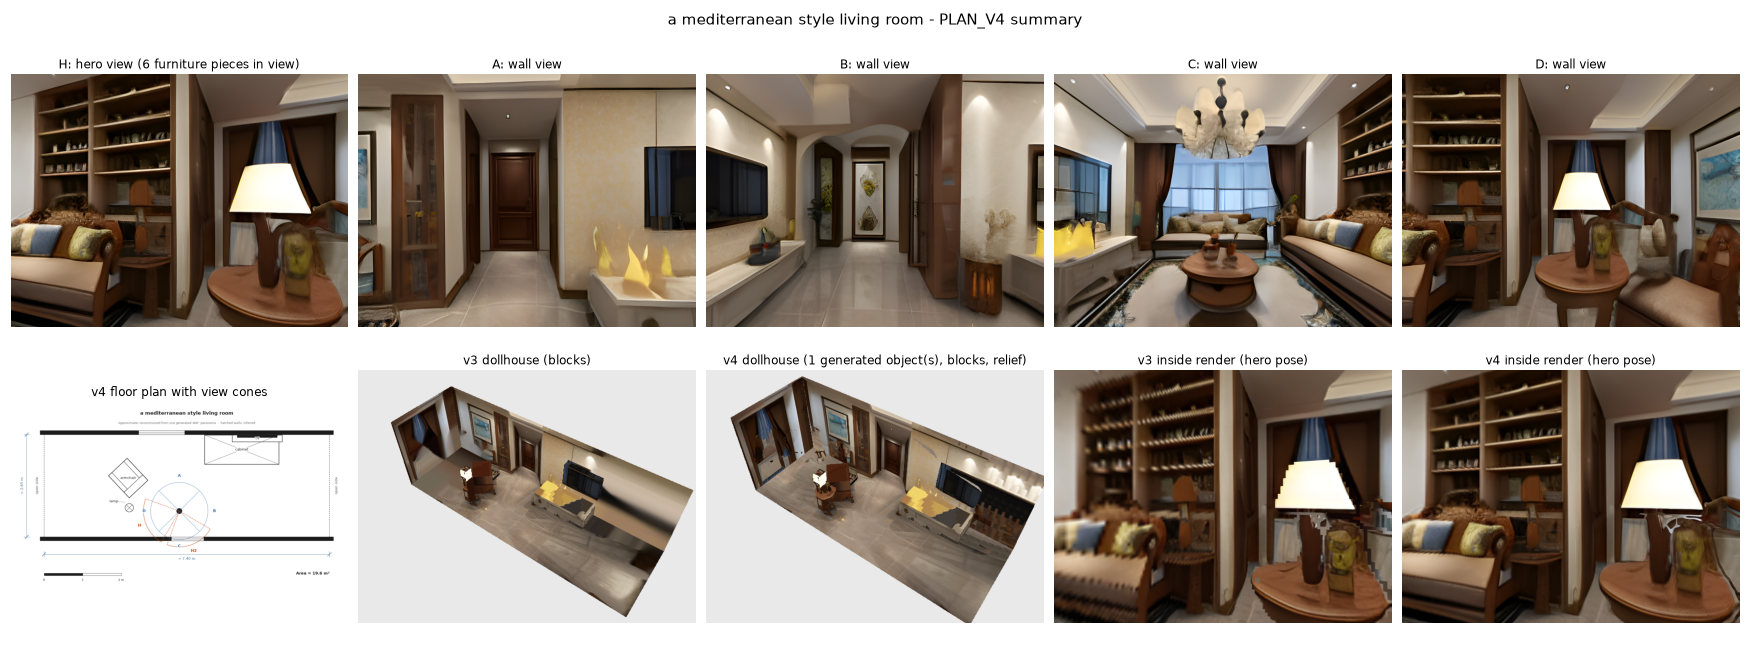 a mediterranean style living room - PLAN_V4 summary
H: hero view (6 furniture pieces in view)
A: wall view
B: wall view
C: wall view
D: wall view
v4 floor plan with view cones
v3 dollhouse (blocks)
v4 dollhouse (1 generated object(s), blocks, relief)
v3 inside render (hero pose)
v4 inside render (hero pose)
a mediterranean style living room
armchair
lamp
A
B
H
C
H2
Area = 19.6 m²